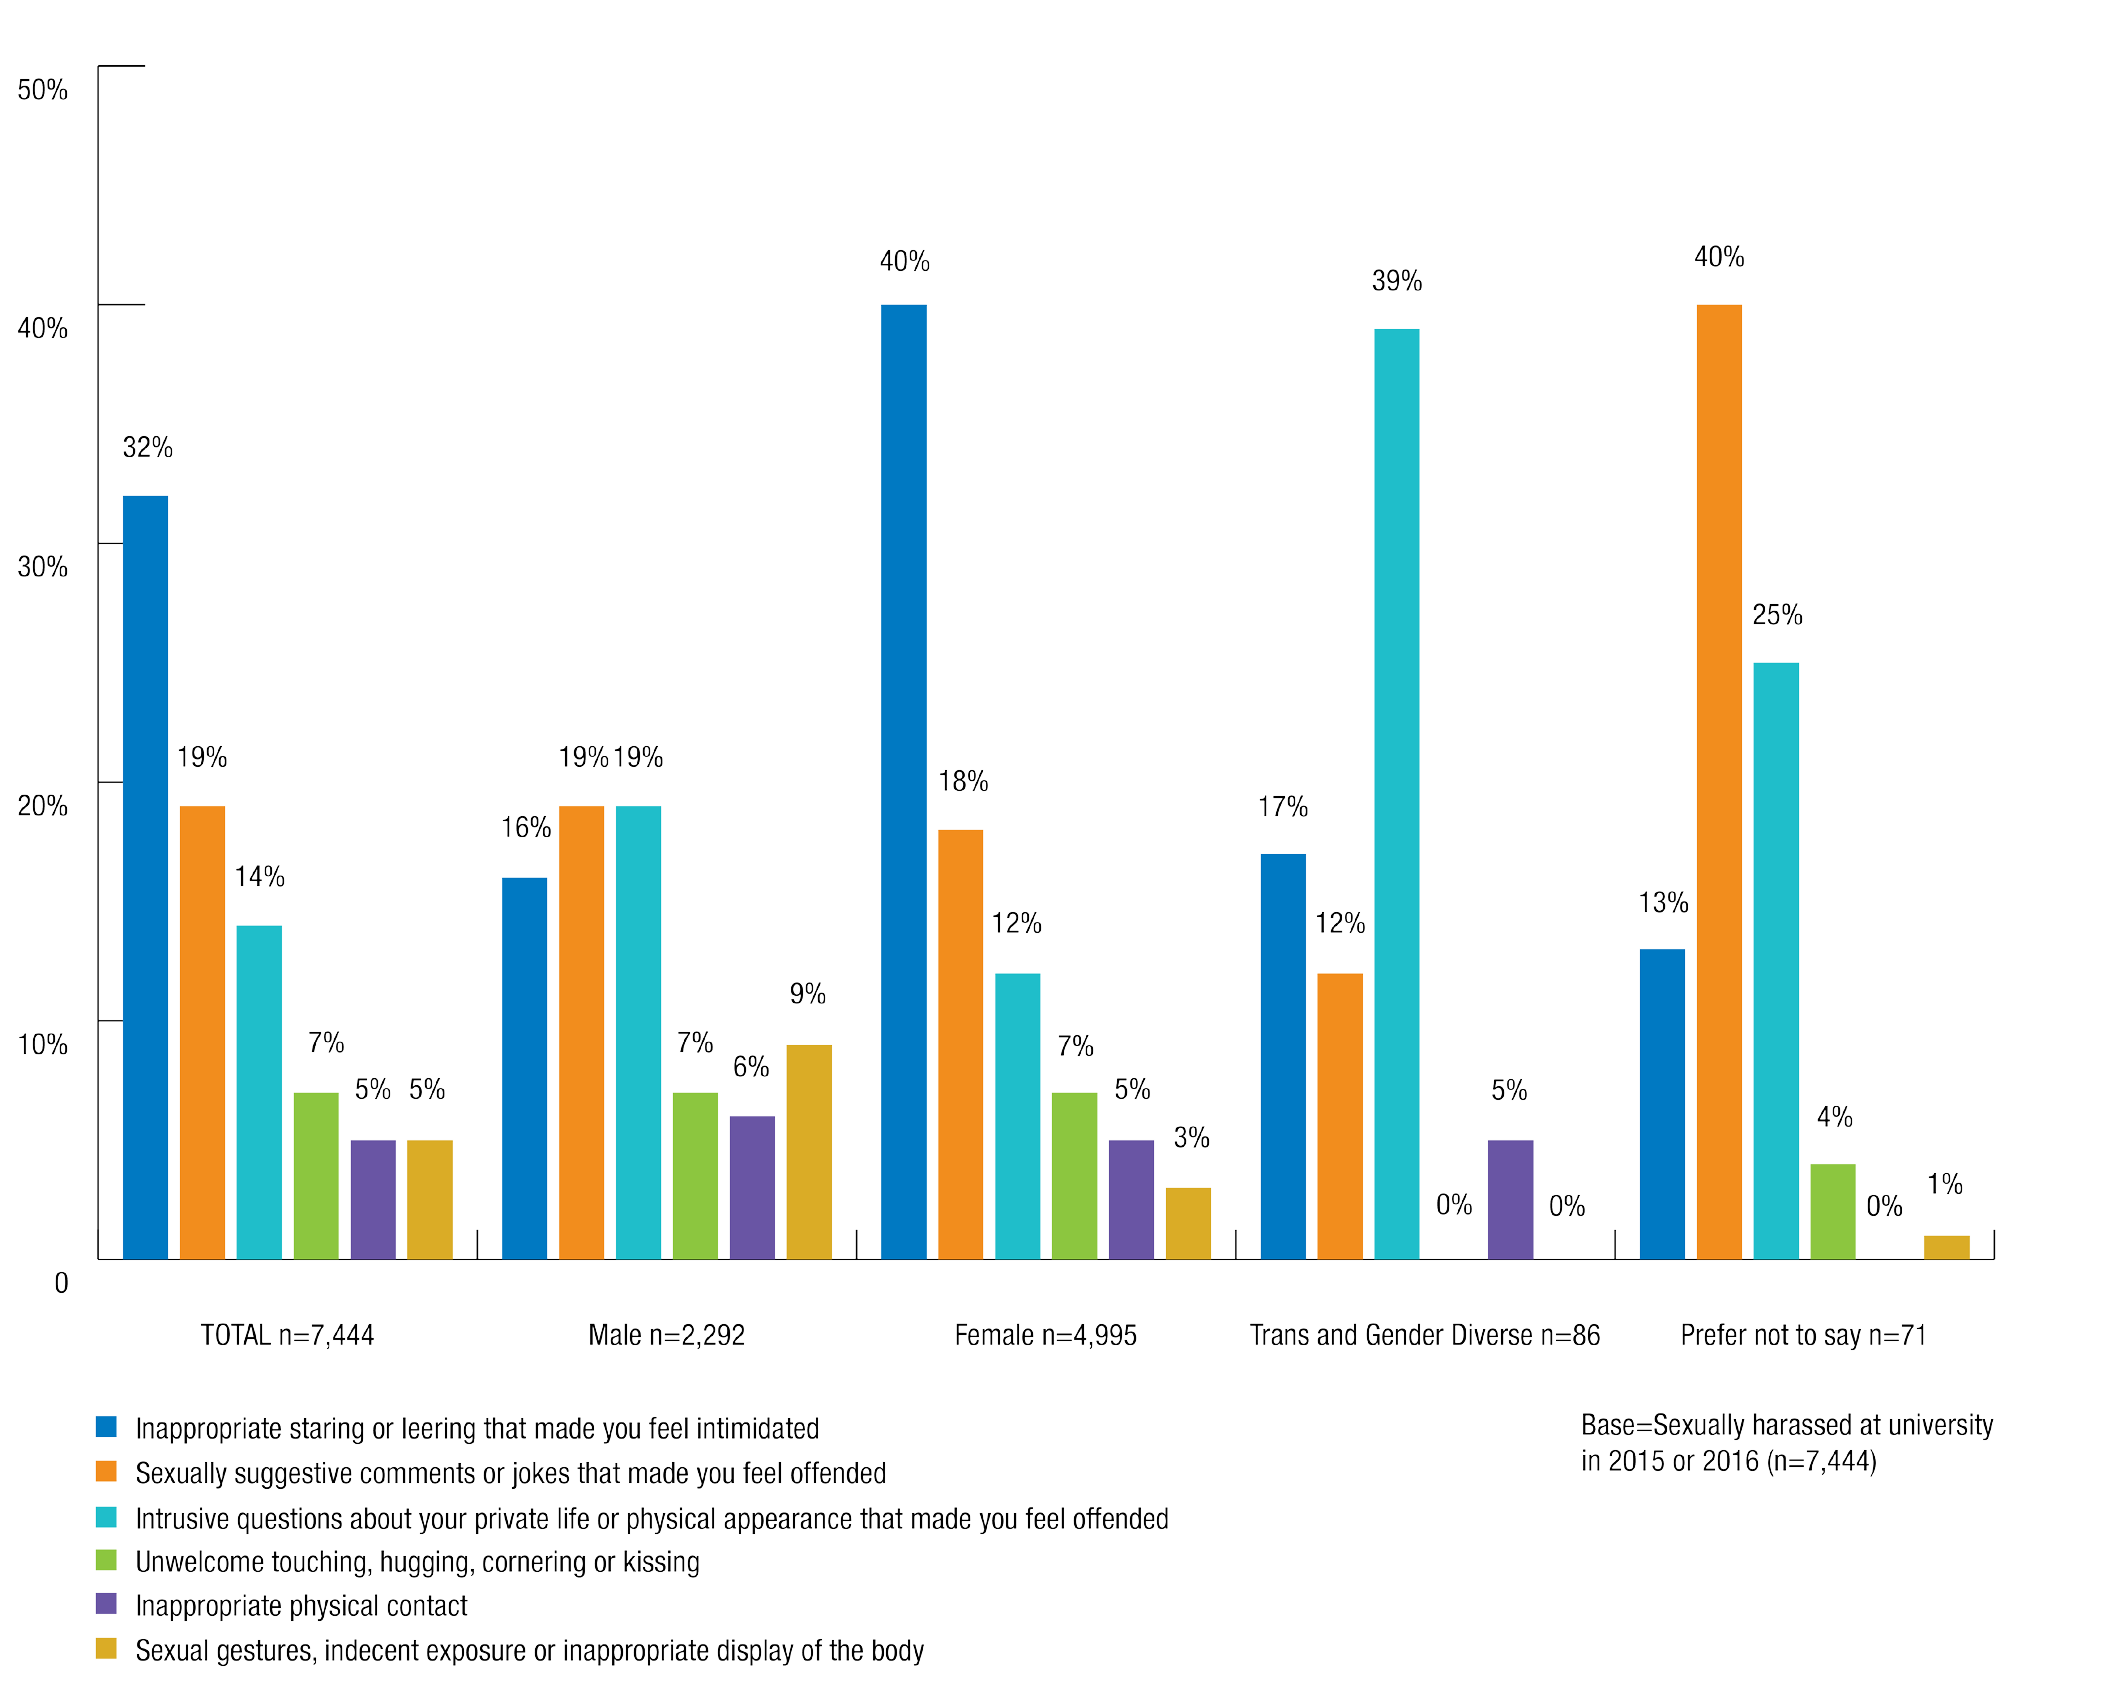 50%
40%
30%
20%
10%
0
32%
19%
14%
7%
5%
5%
16%
19%
19%
7%
6%
9%
40%
18%
12%
7%
5%
3%
17%
12%
39%
0%
5%
0%
13%
40%
25%
4%
0%
1%
TOTAL n=7,444
Male n=2,292
Female n=4,995
Trans and Gender Diverse n=86
Prefer not to say n=71
Inappropriate staring or leering that made you feel intimidated
Sexually suggestive comments or jokes that made you feel offended
Intrusive questions about your private life or physical appearance that made you feel offended
Unwelcome touching, hugging, cornering or kissing
Inappropriate physical contact
Sexual gestures, indecent exposure or inappropriate display of the body
Base=Sexually harassed at university
in 2015 or 2016 (n=7,444)